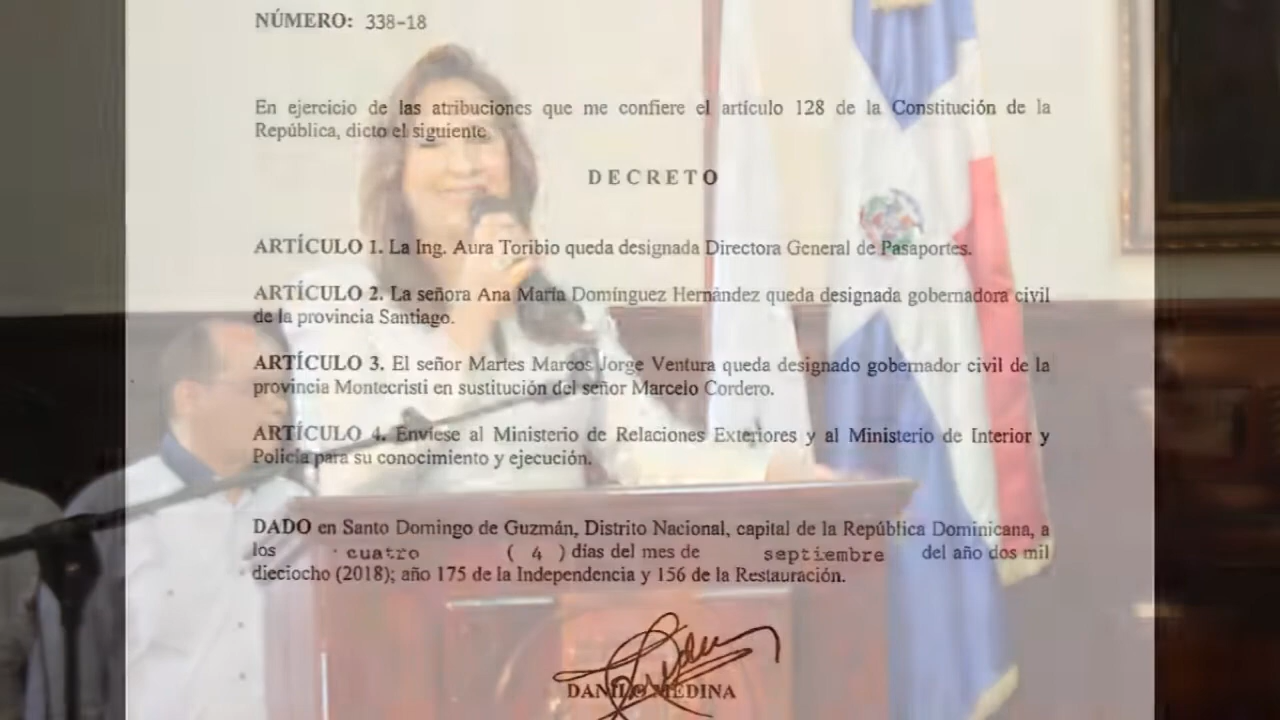 NÚMERO: 338-18
En ejercicio de las atribuciones que me confiere el artículo 128 de la Constitución de la
República, dicto el siguiente
DECRETO
ARTÍCULO 1. La Ing. Aura Toribio queda designada Directora General de Pasaportes.
ARTÍCULO 2. La señora Ana María Domínguez Hernández queda designada gobernadora civil
de la provincia Santiago.
ARTÍCULO 3. El señor Martes Marcos Jorge Ventura queda designado gobernador civil de la
provincia Montecristi en sustitución del señor Marcelo Cordero.
ARTÍCULO 4. Envíese al Ministerio de Relaciones Exteriores y al Ministerio de Interior y
Policía para su conocimiento y ejecución.
DADO en Santo Domingo de Guzmán, Distrito Nacional, capital de la República Dominicana, a
los cuatro ( 4 ) días del mes de septiembre del año dos mil
dieciocho (2018); año 175 de la Independencia y 156 de la Restauración.
DANILO MEDINA